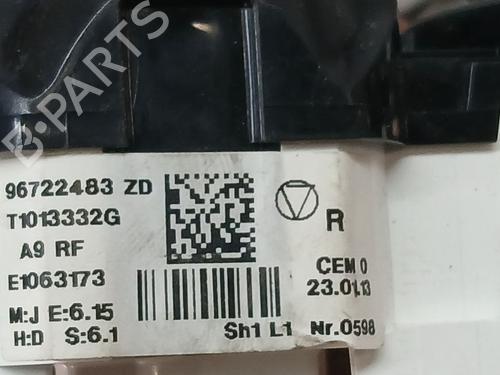 B-PARTS
96722483 ZD
T1013332G
A9 RF
R
E1063173
CEM 0
23.01.13
M:J E:6.15
H:D S:6.1
Sh1 L1 Nr.0598